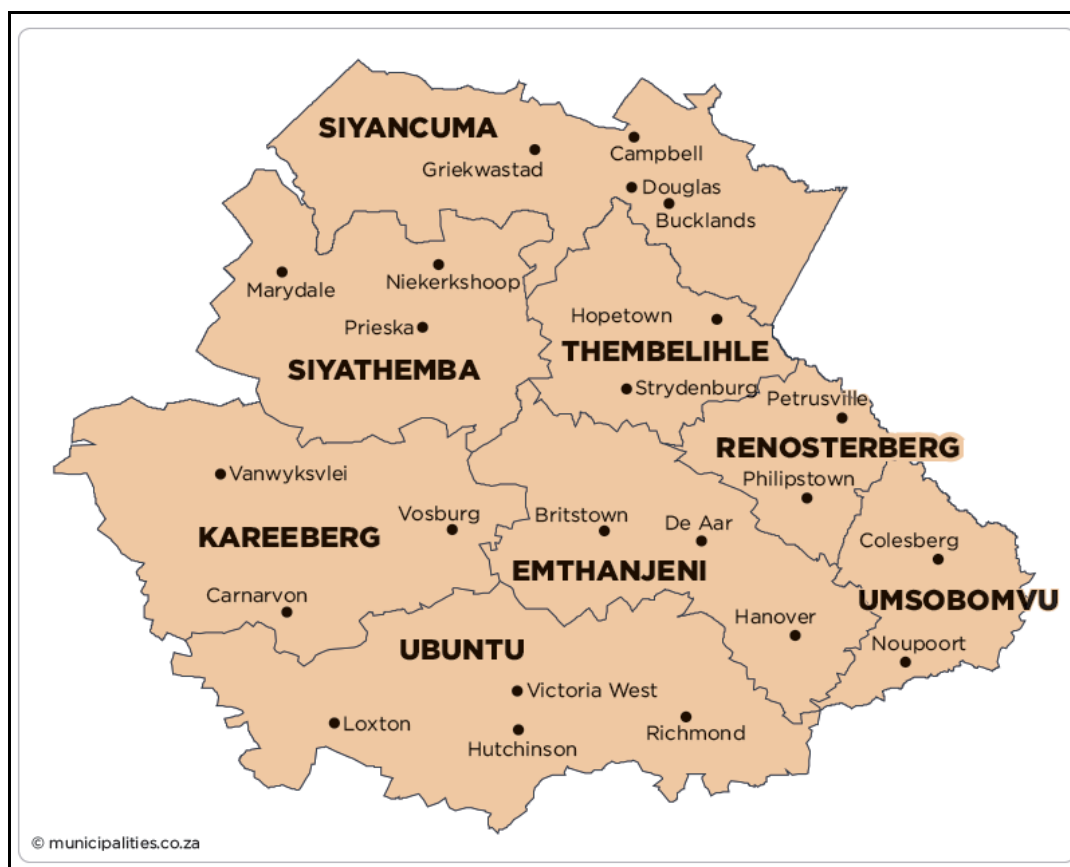 SIYANCUMA
Campbell
Griekwastad
Douglas
Bucklands
Marydale
Niekerkshoop
Prieska
SIYATHEMBA
Hopetown
THEMBELIHLE
Strydenburg
Petrusville
RENOSTERBERG
Philipstown
Vanwyksvlei
Vosburg
KAREEBERG
Carnarvon
Britstown
De Aar
EMTHANJENI
Hanover
Colesberg
UMSOBOMVU
Noupoort
UBUNTU
Victoria West
Loxton
Hutchinson
Richmond
© municipalities.co.za